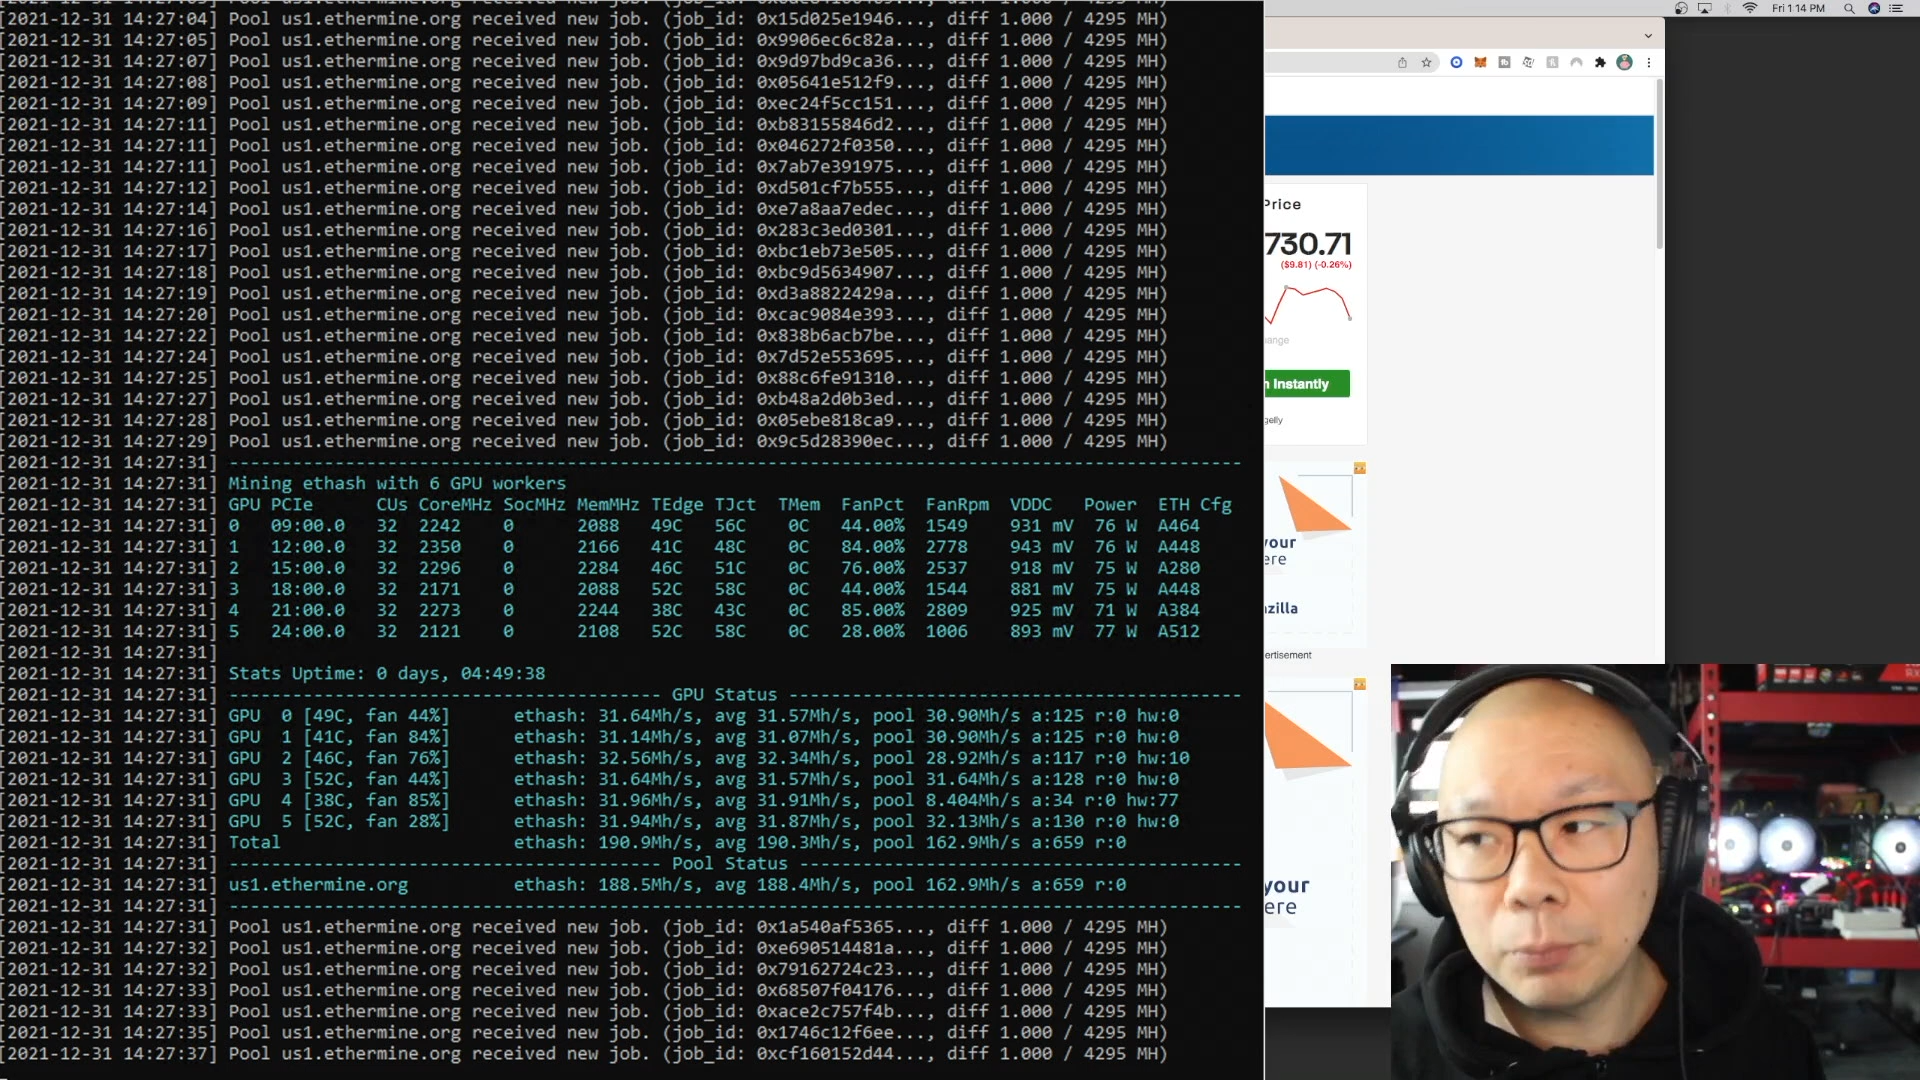 [2021-12-31 14:27:04] Pool us1.ethermine.org received new job. (job_id: 0x15d025e1946..., diff 1.000 / 4295 MH)
[2021-12-31 14:27:05] Pool us1.ethermine.org received new job. (job_id: 0x9906ec6c82a..., diff 1.000 / 4295 MH)
[2021-12-31 14:27:07] Pool us1.ethermine.org received new job. (job_id: 0x9d97bd9ca36..., diff 1.000 / 4295 MH)
[2021-12-31 14:27:08] Pool us1.ethermine.org received new job. (job_id: 0x05641e512f9..., diff 1.000 / 4295 MH)
[2021-12-31 14:27:09] Pool us1.ethermine.org received new job. (job_id: 0xec24f5cc151..., diff 1.000 / 4295 MH)
[2021-12-31 14:27:11] Pool us1.ethermine.org received new job. (job_id: 0xb83155846d2..., diff 1.000 / 4295 MH)
[2021-12-31 14:27:11] Pool us1.ethermine.org received new job. (job_id: 0x046272f0350..., diff 1.000 / 4295 MH)
[2021-12-31 14:27:11] Pool us1.ethermine.org received new job. (job_id: 0x7ab7e391975..., diff 1.000 / 4295 MH)
[2021-12-31 14:27:12] Pool us1.ethermine.org received new job. (job_id: 0xd501cf7b555..., diff 1.000 / 4295 MH)
[2021-12-31 14:27:14] Pool us1.ethermine.org received new job. (job_id: 0xe7a8aa7edec..., diff 1.000 / 4295 MH)
[2021-12-31 14:27:16] Pool us1.ethermine.org received new job. (job_id: 0x283c3ed0301..., diff 1.000 / 4295 MH)
[2021-12-31 14:27:17] Pool us1.ethermine.org received new job. (job_id: 0xbc1eb73e505..., diff 1.000 / 4295 MH)
[2021-12-31 14:27:18] Pool us1.ethermine.org received new job. (job_id: 0xbc9d5634907..., diff 1.000 / 4295 MH)
[2021-12-31 14:27:19] Pool us1.ethermine.org received new job. (job_id: 0xd3a8822429a..., diff 1.000 / 4295 MH)
[2021-12-31 14:27:20] Pool us1.ethermine.org received new job. (job_id: 0xcac9084e393..., diff 1.000 / 4295 MH)
[2021-12-31 14:27:22] Pool us1.ethermine.org received new job. (job_id: 0x838b6acb7be..., diff 1.000 / 4295 MH)
[2021-12-31 14:27:24] Pool us1.ethermine.org received new job. (job_id: 0x7d52e553695..., diff 1.000 / 4295 MH)
[2021-12-31 14:27:25] Pool us1.ethermine.org received new job. (job_id: 0x88c6fe91310..., diff 1.000 / 4295 MH)
[2021-12-31 14:27:27] Pool us1.ethermine.org received new job. (job_id: 0xb48a2d0b3ed..., diff 1.000 / 4295 MH)
[2021-12-31 14:27:28] Pool us1.ethermine.org received new job. (job_id: 0x05ebe818ca9..., diff 1.000 / 4295 MH)
[2021-12-31 14:27:29] Pool us1.ethermine.org received new job. (job_id: 0x9c5d28390ec..., diff 1.000 / 4295 MH)
[2021-12-31 14:27:31] ------------------------------------------------------------------------------------------------
[2021-12-31 14:27:31] Mining ethash with 6 GPU workers
[2021-12-31 14:27:31] GPU PCIe CUs CoreMHz SocMHz MemMHz TEdge TJct TMem FanPct FanRpm VDDC Power ETH Cfg
[2021-12-31 14:27:31] 0 09:00.0 32 2242 0 2088 49C 56C 0C 44.00% 1549 931 mV 76 W A464
[2021-12-31 14:27:31] 1 12:00.0 32 2350 0 2166 41C 48C 0C 84.00% 2778 943 mV 76 W A448
[2021-12-31 14:27:31] 2 15:00.0 32 2296 0 2284 46C 51C 0C 76.00% 2537 918 mV 75 W A280
[2021-12-31 14:27:31] 3 18:00.0 32 2171 0 2088 52C 58C 0C 44.00% 1544 881 mV 75 W A448
[2021-12-31 14:27:31] 4 21:00.0 32 2273 0 2244 38C 43C 0C 85.00% 2809 925 mV 71 W A384
[2021-12-31 14:27:31] 5 24:00.0 32 2121 0 2108 52C 58C 0C 28.00% 1006 893 mV 77 W A512
[2021-12-31 14:27:31]
[2021-12-31 14:27:31] Stats Uptime: 0 days, 04:49:38
[2021-12-31 14:27:31] ----------------------------------------- GPU Status -------------------------------------------
[2021-12-31 14:27:31] GPU 0 [49C, fan 44%] ethash: 31.64Mh/s, avg 31.57Mh/s, pool 30.90Mh/s a:125 r:0 hw:0
[2021-12-31 14:27:31] GPU 1 [41C, fan 84%] ethash: 31.14Mh/s, avg 31.07Mh/s, pool 30.90Mh/s a:125 r:0 hw:0
[2021-12-31 14:27:31] GPU 2 [46C, fan 76%] ethash: 32.56Mh/s, avg 32.34Mh/s, pool 28.92Mh/s a:117 r:0 hw:10
[2021-12-31 14:27:31] GPU 3 [52C, fan 44%] ethash: 31.64Mh/s, avg 31.57Mh/s, pool 31.64Mh/s a:128 r:0 hw:0
[2021-12-31 14:27:31] GPU 4 [38C, fan 85%] ethash: 31.96Mh/s, avg 31.91Mh/s, pool 8.404Mh/s a:34 r:0 hw:77
[2021-12-31 14:27:31] GPU 5 [52C, fan 28%] ethash: 31.94Mh/s, avg 31.87Mh/s, pool 32.13Mh/s a:130 r:0 hw:0
[2021-12-31 14:27:31] Total ethash: 190.9Mh/s, avg 190.3Mh/s, pool 162.9Mh/s a:659 r:0
[2021-12-31 14:27:31] ----------------------------------------- Pool Status ------------------------------------------
[2021-12-31 14:27:31] us1.ethermine.org ethash: 188.5Mh/s, avg 188.4Mh/s, pool 162.9Mh/s a:659 r:0
[2021-12-31 14:27:31] ------------------------------------------------------------------------------------------------
[2021-12-31 14:27:31] Pool us1.ethermine.org received new job. (job_id: 0x1a540af5365..., diff 1.000 / 4295 MH)
[2021-12-31 14:27:32] Pool us1.ethermine.org received new job. (job_id: 0xe690514481a..., diff 1.000 / 4295 MH)
[2021-12-31 14:27:32] Pool us1.ethermine.org received new job. (job_id: 0x79162724c23..., diff 1.000 / 4295 MH)
[2021-12-31 14:27:33] Pool us1.ethermine.org received new job. (job_id: 0x68507f04176..., diff 1.000 / 4295 MH)
[2021-12-31 14:27:33] Pool us1.ethermine.org received new job. (job_id: 0xace2c757f4b..., diff 1.000 / 4295 MH)
[2021-12-31 14:27:35] Pool us1.ethermine.org received new job. (job_id: 0x1746c12f6ee..., diff 1.000 / 4295 MH)
[2021-12-31 14:27:37] Pool us1.ethermine.org received new job. (job_id: 0xcf160152d44..., diff 1.000 / 4295 MH)
Fri 1:14 PM
Price
730.71
($9.81) (-0.26%)
ange
n Instantly
gelly
your
ere
zilla
ertisement
your
ere